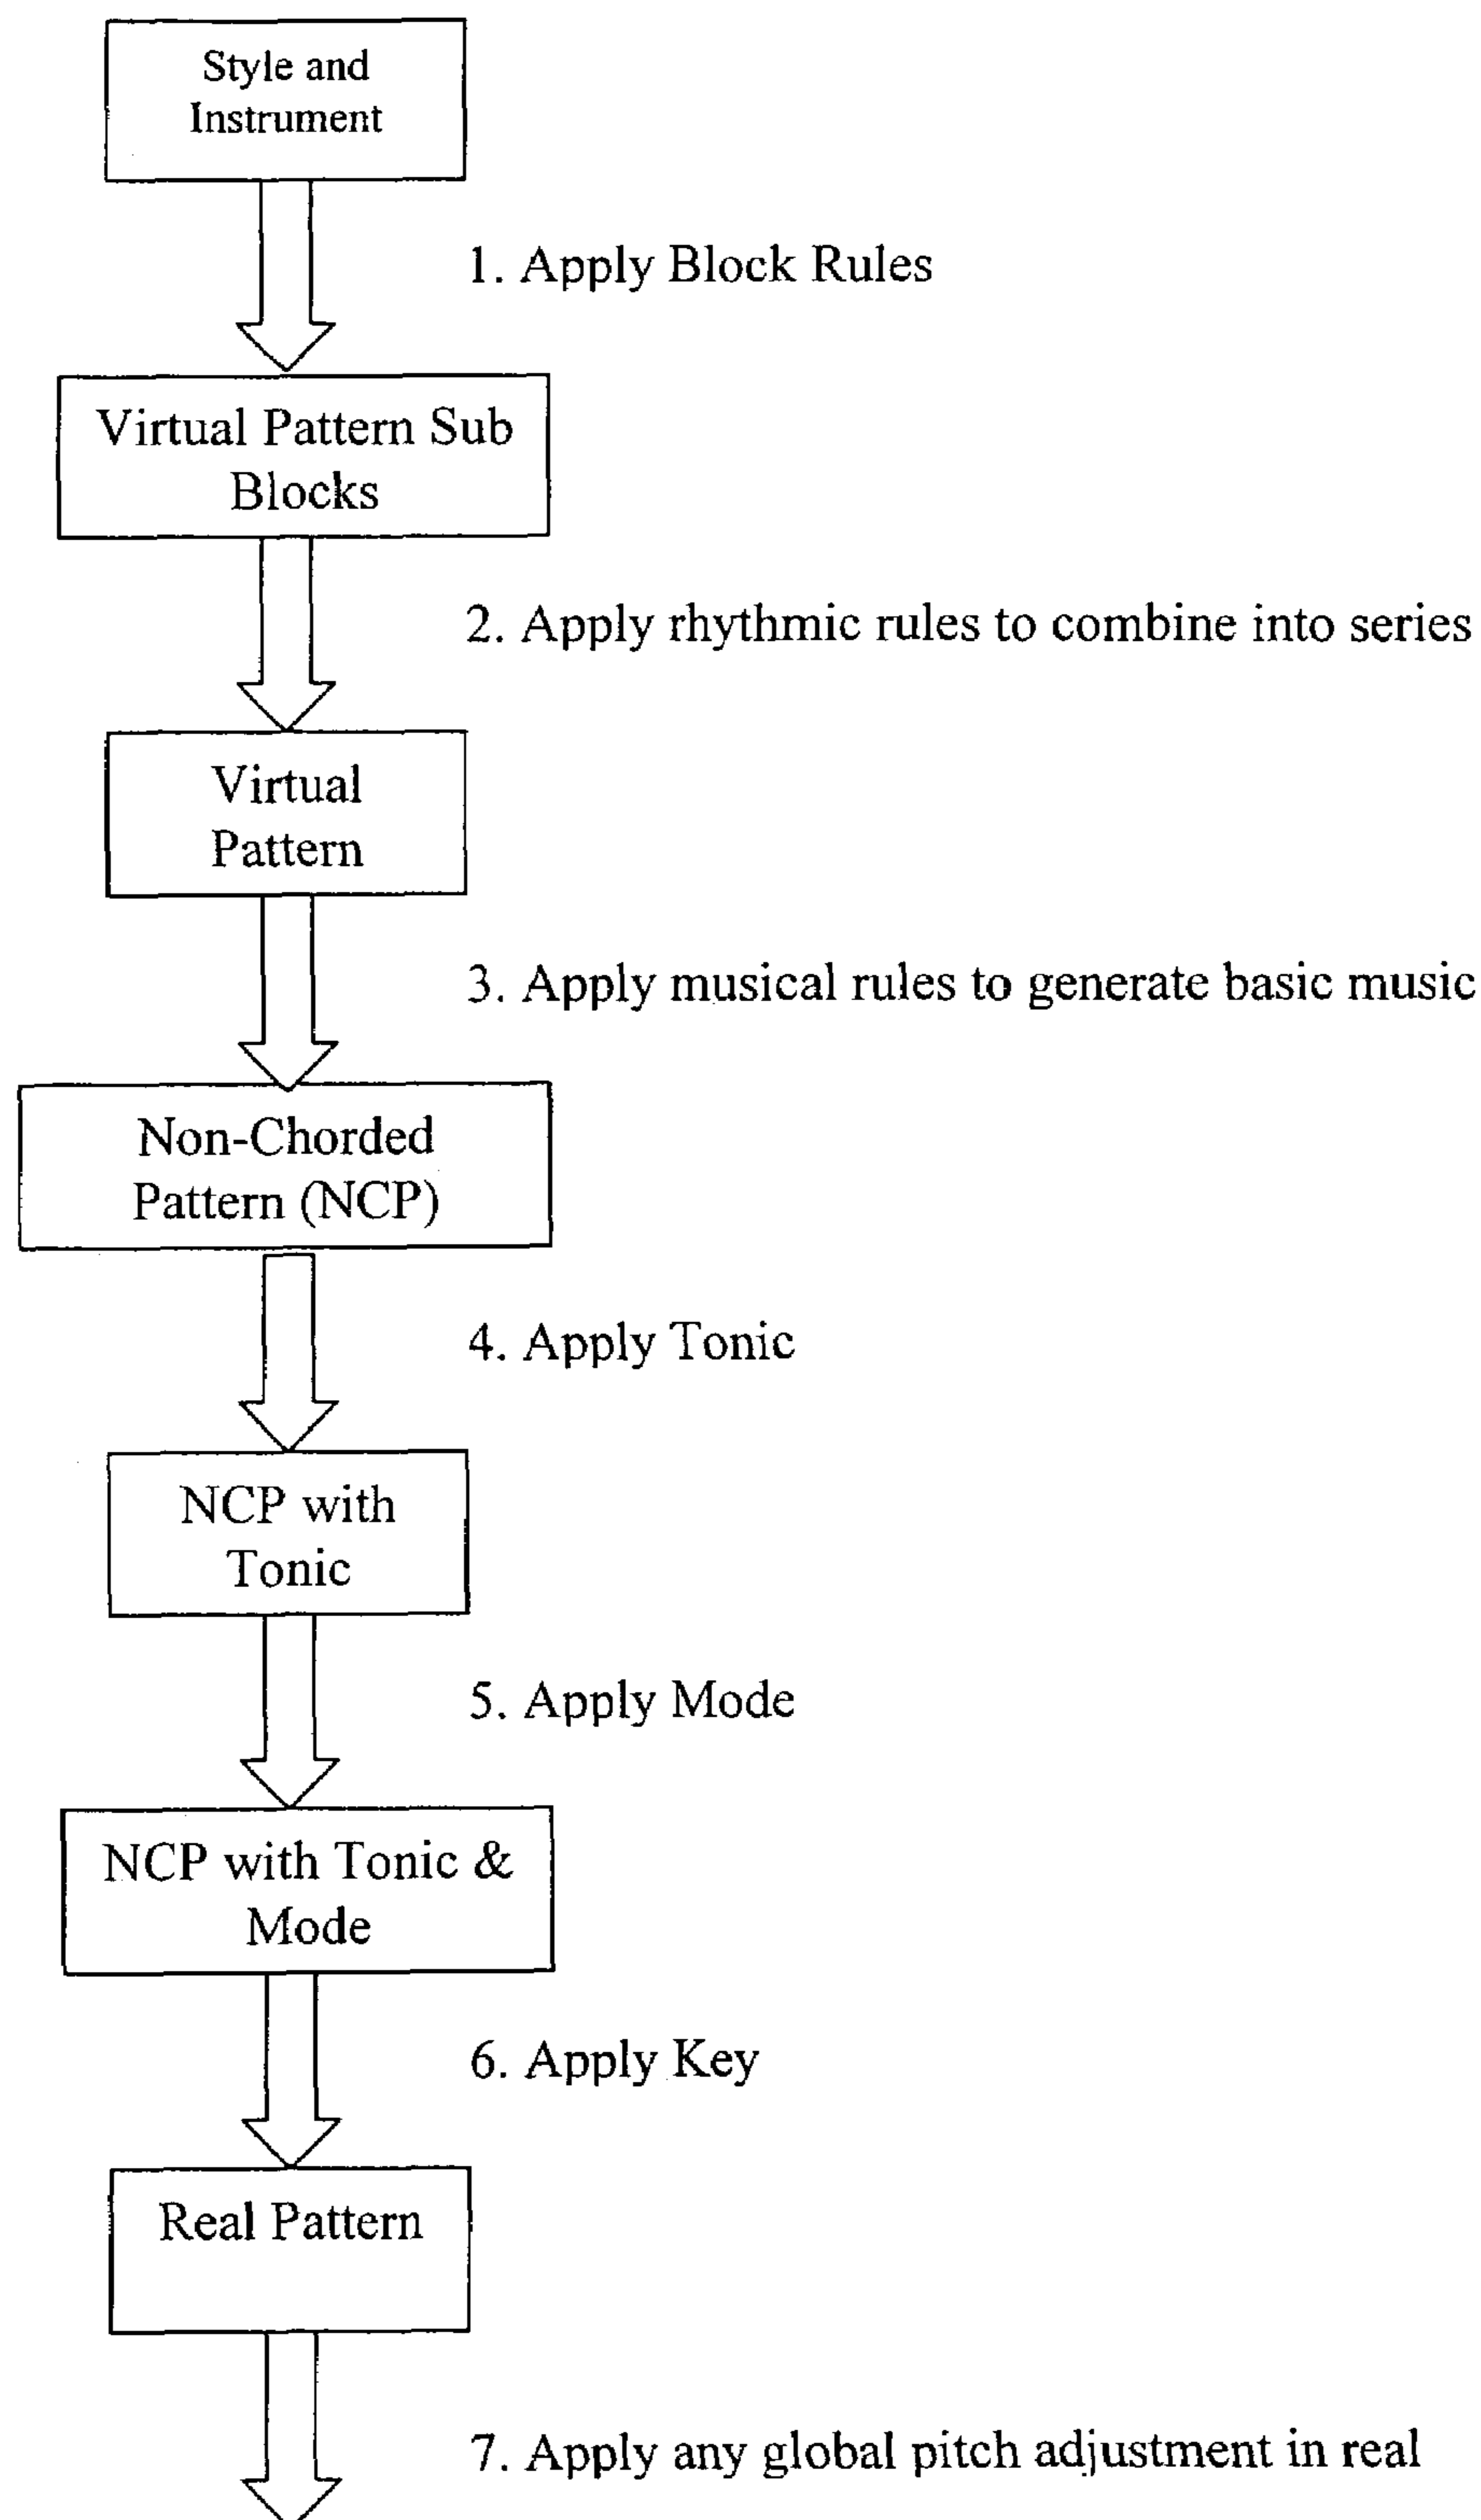 Style and
Instrument
1. Apply Block Rules
Virtual Pattern Sub
Blocks
2. Apply rhythmic rules to combine into series
Virtual
Pattern
3. Apply musical rules to generate basic music
Non-Chorded
Pattern (NCP)
4. Apply Tonic
NCP with
Tonic
5. Apply Mode
NCP with Tonic &
Mode
6. Apply Key
Real Pattern
7. Apply any global pitch adjustment in real